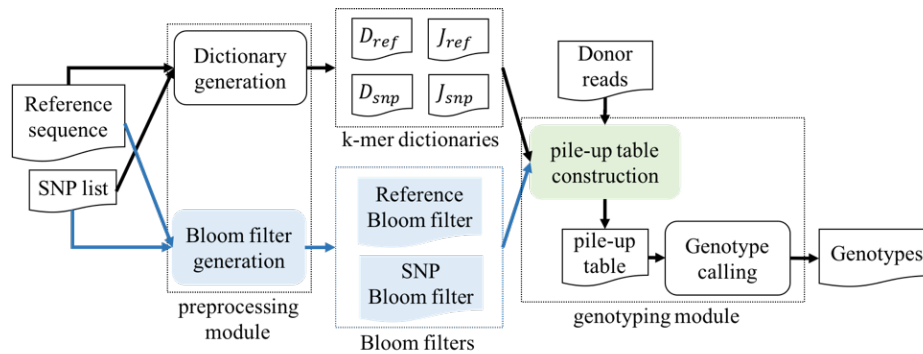 Reference
sequence
SNP list
Dictionary
generation
Bloom filter
generation
preprocessing
module
D_ref
J_ref
D_snp
J_snp
k-mer dictionaries
Reference
Bloom filter
SNP
Bloom filter
Bloom filters
Donor
reads
pile-up table
construction
pile-up
table
Genotype
calling
genotyping module
Genotypes